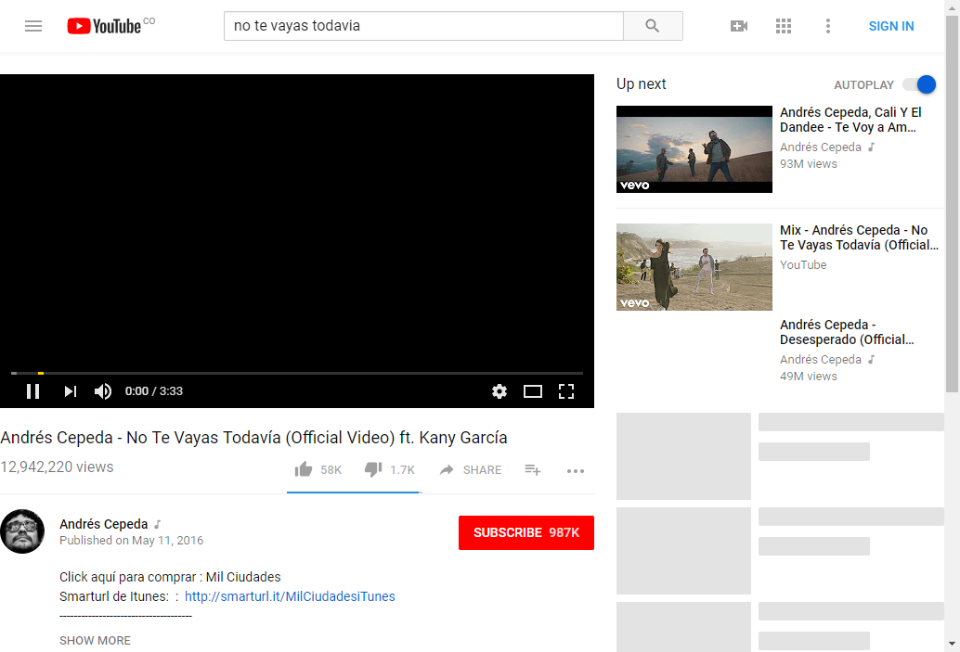 YouTube CO
no te vayas todavia
SIGN IN
0:00 / 3:33
Andrés Cepeda - No Te Vayas Todavía (Official Video) ft. Kany García
12,942,220 views
58K
1.7K
SHARE
Andrés Cepeda
Published on May 11, 2016
SUBSCRIBE 987K
Click aquí para comprar : Mil Ciudades
Smarturl de Itunes: : http://smarturl.it/MilCiudadesiTunes
-----------------------------------
SHOW MORE
Up next
AUTOPLAY
vevo
Andrés Cepeda, Cali Y El
Dandee - Te Voy a Am...
Andrés Cepeda
93M views
vevo
Mix - Andrés Cepeda - No
Te Vayas Todavía (Official...
YouTube
Andrés Cepeda -
Desesperado (Official...
Andrés Cepeda
49M views